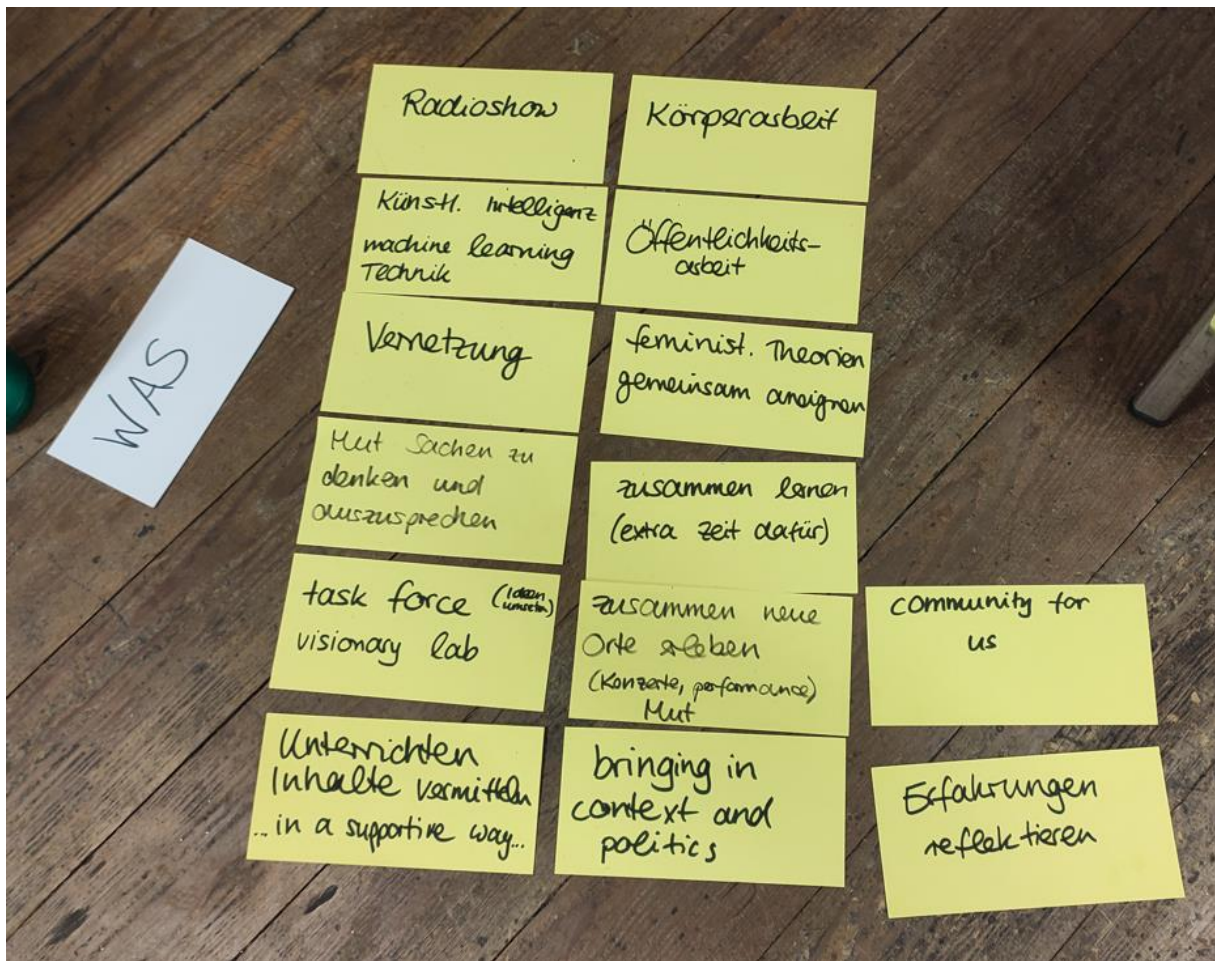 WAS
Radioshow
Körperarbeit
Künstl. Intelligenz
machine learning
Technik
Öffentlichkeits-
arbeit
Vernetzung
feminist. Theorien
gemeinsam aneignen
Mut Sachen zu
denken und
auszusprechen
zusammen lernen
(extra zeit dafür)
task force (Ideen
umsetzen)
visionary lab
zusammen neue
Orte erleben
(Konzerte, performance)
Mut
community for
us
Unterrichten
Inhalte vermitteln
...in a supportive way...
bringing in
context and
politics
Erfahrungen
reflektieren